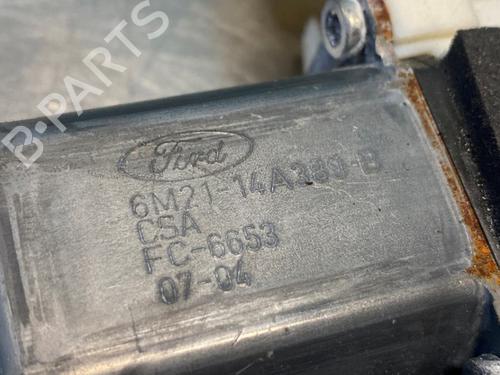 B-PARTS
Ford
6M21-14A389-B
CSA
FC-6653
07-04